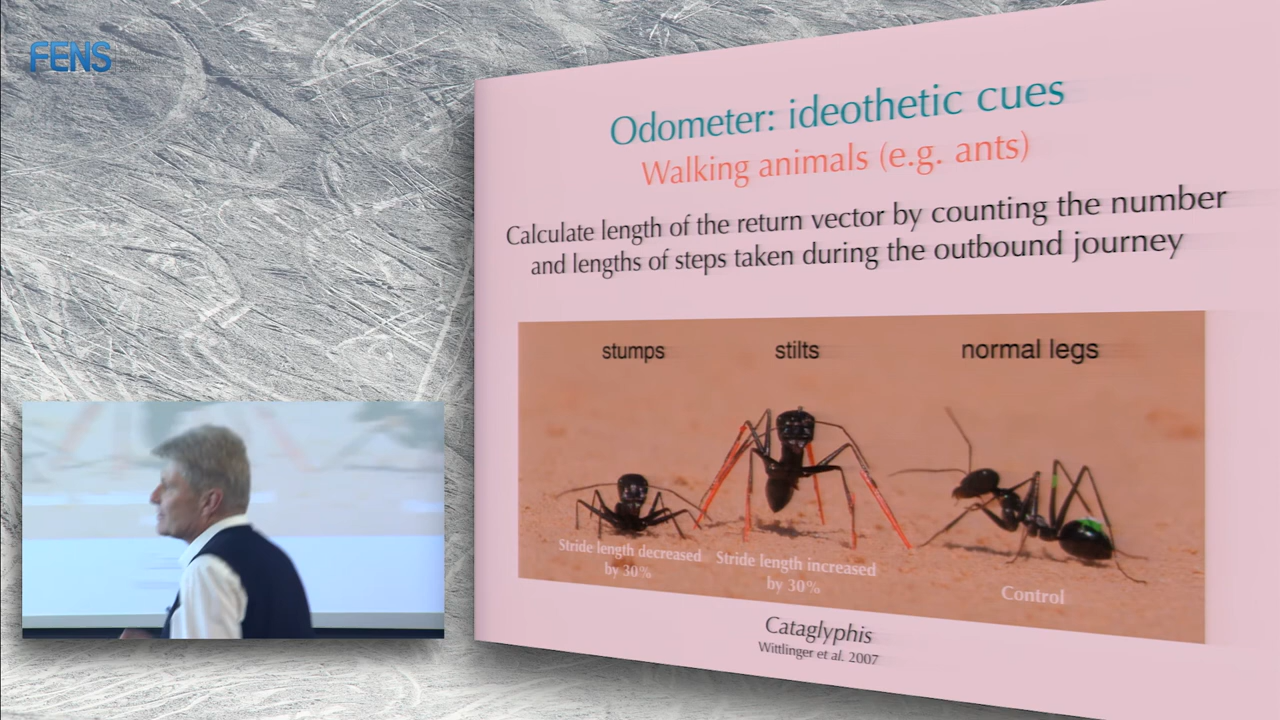 FENS
Odometer: ideothetic cues
Walking animals (e.g. ants)
Calculate length of the return vector by counting the number
and lengths of steps taken during the outbound journey
stumps stilts normal legs
Stride length decreased
by 30%
Stride length increased
by 30%
Control
Cataglyphis
Wittlinger et al. 2007